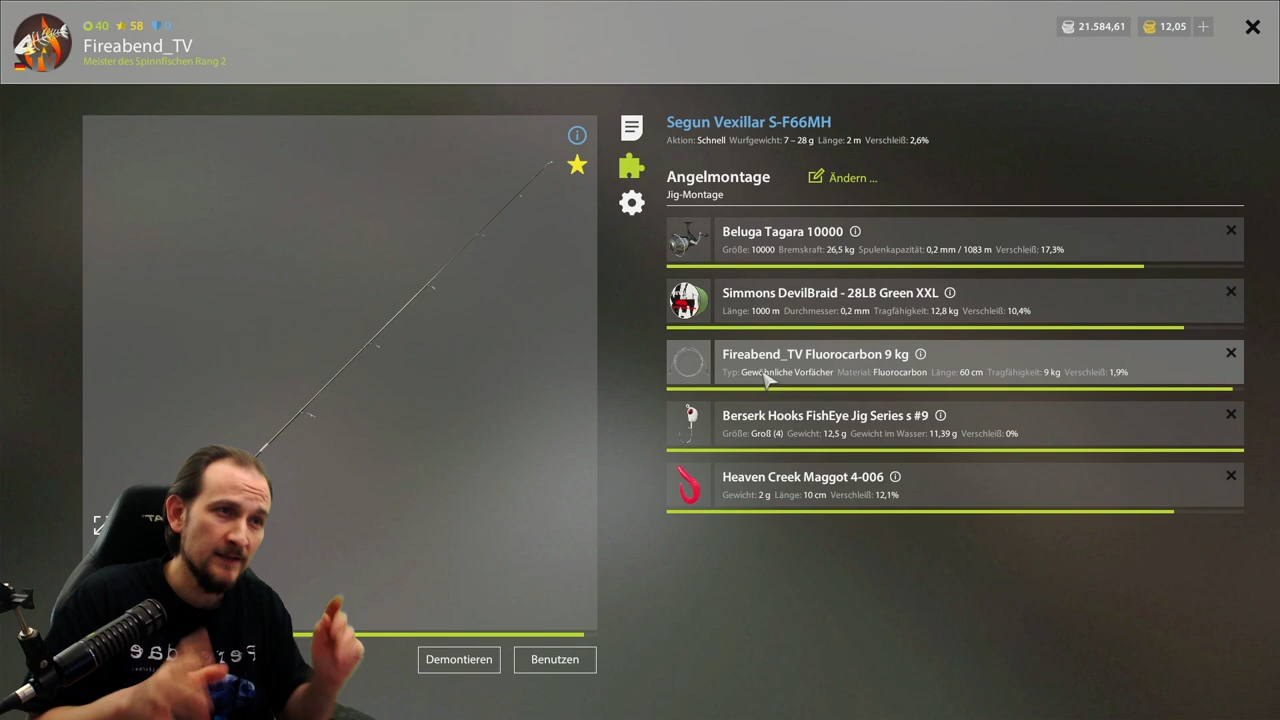 40 58 0
Fireabend_TV
Meister des Spinnfischen Rang 2
21.584,61 12,05
Segun Vexillar S-F66MH
Aktion: Schnell Wurfgewicht: 7 – 28 g Länge: 2 m Verschleiß: 2,6%
Angelmontage
Ändern ...
Jig-Montage
Beluga Tagara 10000
Größe: 10000 Bremskraft: 26,5 kg Spulenkapazität: 0,2 mm / 1083 m Verschleiß: 17,3%
Simmons DevilBraid - 28LB Green XXL
Länge: 1000 m Durchmesser: 0,2 mm Tragfähigkeit: 12,8 kg Verschleiß: 10,4%
Fireabend_TV Fluorocarbon 9 kg
Typ: Gewöhnliche Vorfächer Material: Fluorocarbon Länge: 60 cm Tragfähigkeit: 9 kg Verschleiß: 1,9%
Berserk Hooks FishEye Jig Series s #9
Größe: Groß (4) Gewicht: 12,5 g Gewicht im Wasser: 11,39 g Verschleiß: 0%
Heaven Creek Maggot 4-006
Gewicht: 2 g Länge: 10 cm Verschleiß: 12,1%
Demontieren
Benutzen